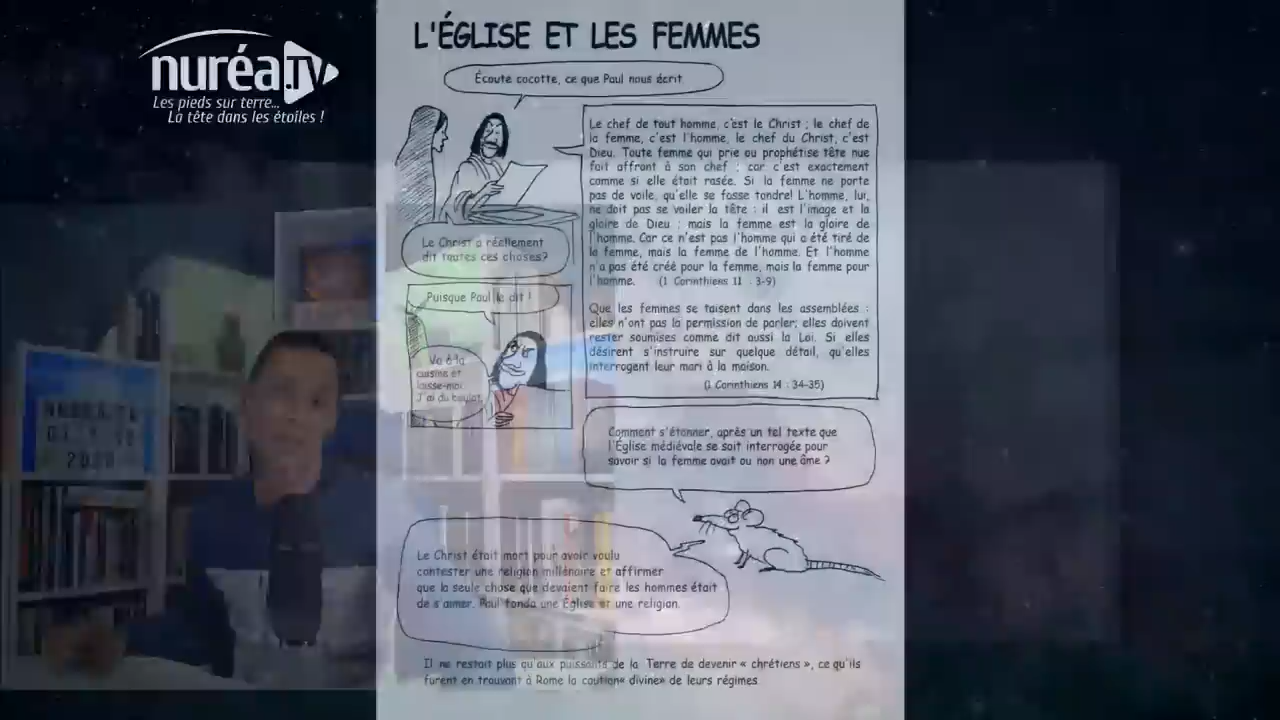 nuréa.TV
Les pieds sur terre...
La tête dans les étoiles !
L'ÉGLISE ET LES FEMMES
Écoute cocotte, ce que Paul nous écrit
Le chef de tout homme, c'est le Christ ; le chef de
la femme, c'est l'homme, le chef du Christ, c'est
Dieu. Toute femme qui prie ou prophétise tête nue
fait affront à son chef ; car c'est exactement
comme si elle était rasée. Si la femme ne porte
pas de voile, qu'elle se fasse tondre! L'homme, lui,
ne doit pas se voiler la tête : il est l'image et la
gloire de Dieu ; mais la femme est la gloire de
l'homme. Car ce n'est pas l'homme qui a été tiré de
la femme, mais la femme de l'homme. Et l'homme
n'a pas été créé pour la femme, mais la femme pour
l'homme. (1 Corinthiens 11 : 3-9)
Que les femmes se taisent dans les assemblées :
elles n'ont pas la permission de parler; elles doivent
rester soumises comme dit aussi la Loi. Si elles
désirent s'instruire sur quelque détail, qu'elles
interrogent leur mari à la maison.
(1 Corinthiens 14 : 34-35)
Le Christ a réellement
dit toutes ces choses?
Puisque Paul le dit !
Va à la
cuisine et
laisse-moi.
J'ai du boulot.
Comment s'étonner, après un tel texte que
l'Église médiévale se soit interrogée pour
savoir si la femme avait ou non une âme ?
Le Christ était mort pour avoir voulu
contester une religion millénaire et affirmer
que la seule chose que devaient faire les hommes était
de s'aimer. Paul fonda une Église et une religion.
Il ne restait plus qu'aux puissants de la Terre de devenir « chrétiens », ce qu'ils
furent en trouvant à Rome la caution« divine» de leurs régimes